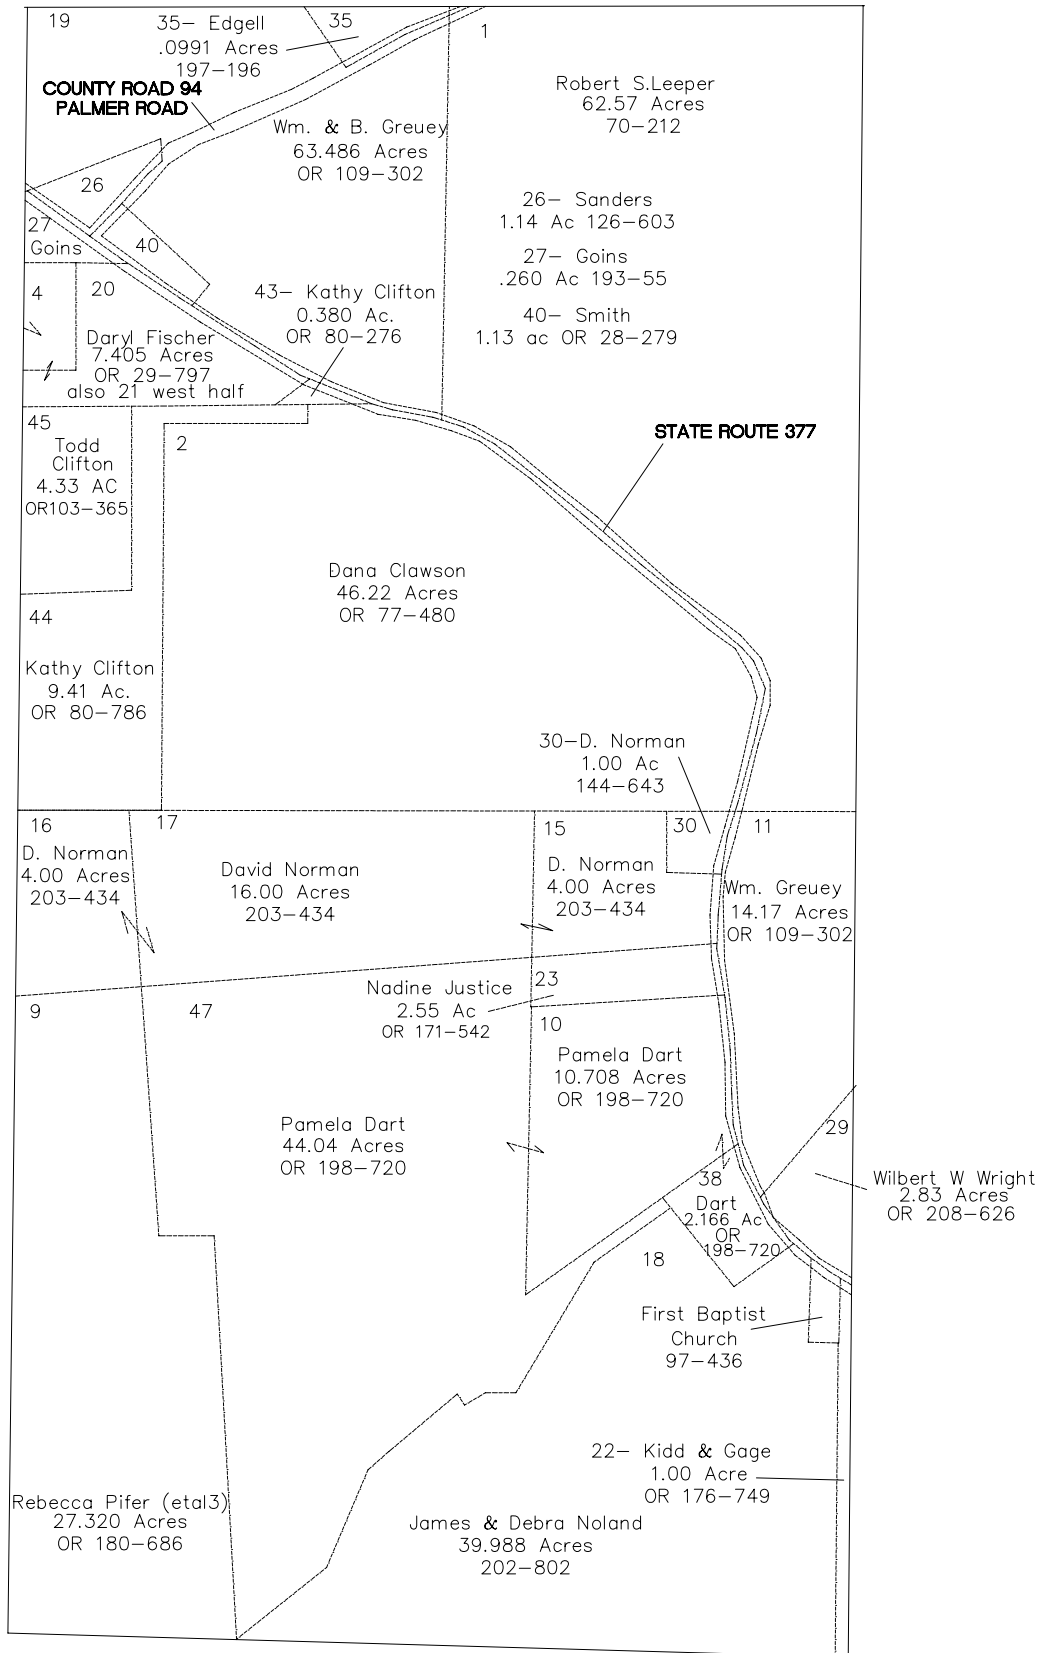 19
35– Edgell
.0991 Acres
197–196
35
1
COUNTY ROAD 94
PALMER ROAD
Robert S.Leeper
62.57 Acres
70–212
Wm. & B. Greuey
63.486 Acres
OR 109–302
26
26– Sanders
1.14 Ac 126–603
27
Goins
40
27– Goins
.260 Ac 193–55
40– Smith
1.13 ac OR 28–279
4
20
43– Kathy Clifton
0.380 Ac.
OR 80–276
Daryl Fischer
7.405 Acres
OR 29–797
also 21 west half
45
Todd
Clifton
4.33 AC
OR103–365
2
STATE ROUTE 377
Dana Clawson
46.22 Acres
OR 77–480
44
Kathy Clifton
9.41 Ac.
OR 80–786
30–D. Norman
1.00 Ac
144–643
16
D. Norman
4.00 Acres
203–434
17
David Norman
16.00 Acres
203–434
15
D. Norman
4.00 Acres
203–434
30
11
Wm. Greuey
14.17 Acres
OR 109–302
9
47
Nadine Justice
2.55 Ac
OR 171–542
23
10
Pamela Dart
10.708 Acres
OR 198–720
Pamela Dart
44.04 Acres
OR 198–720
29
Wilbert W Wright
2.83 Acres
OR 208–626
38
Dart
2.166 Ac
OR
198–720
18
First Baptist
Church
97–436
22– Kidd & Gage
1.00 Acre
OR 176–749
Rebecca Pifer (etal3)
27.320 Acres
OR 180–686
James & Debra Noland
39.988 Acres
202–802